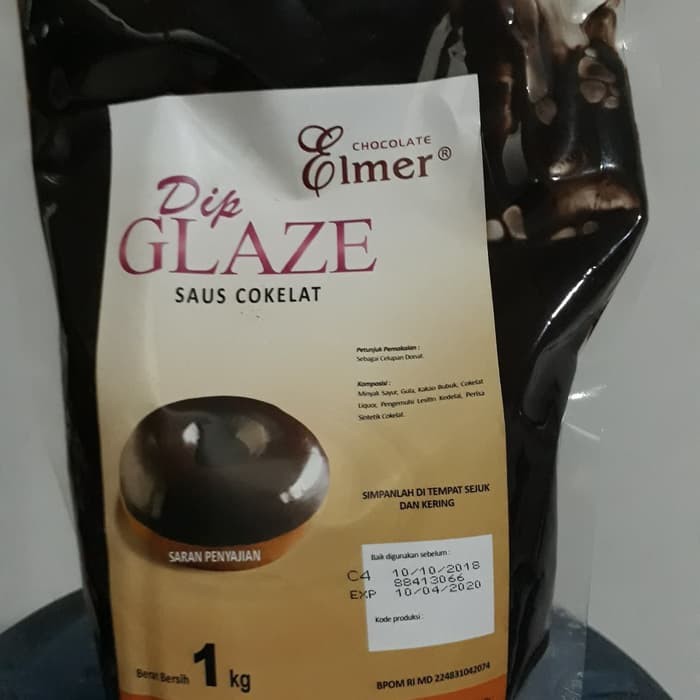 CHOCOLATE
Elmer®
Dip
GLAZE
SAUS COKELAT
Petunjuk Pemakaian :
Sebagai Celupan Donat.
Komposisi :
Minyak Sayur, Gula, Kakao Bubuk, Cokelat
Liquor, Pengemulsi Lesitin Kedelai, Perisa
Sintetik Cokelat.
SIMPANLAH DI TEMPAT SEJUK
DAN KERING
SARAN PENYAJIAN
Baik digunakan sebelum :
C4 10/10/2018
88413066
EXP 10/04/2020
Kode produksi :
Berat Bersih 1 kg
BPOM RI MD 224831042074